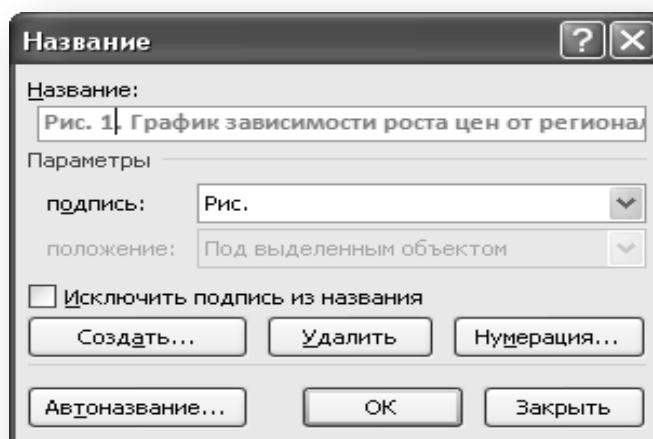 Название
Название:
Рис. 1. График зависимости роста цен от регионал
Параметры
подпись: Рис.
положение: Под выделенным объектом
Исключить подпись из названия
Создать... Удалить Нумерация...
Автоназвание... ОК Закрыть